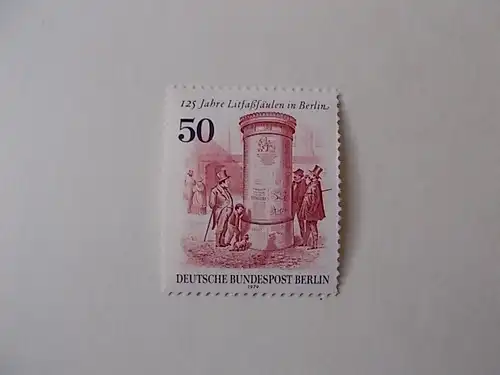 125 Jahre Litfaßsäulen in Berlin
50
DEUTSCHE BUNDESPOST BERLIN
1979